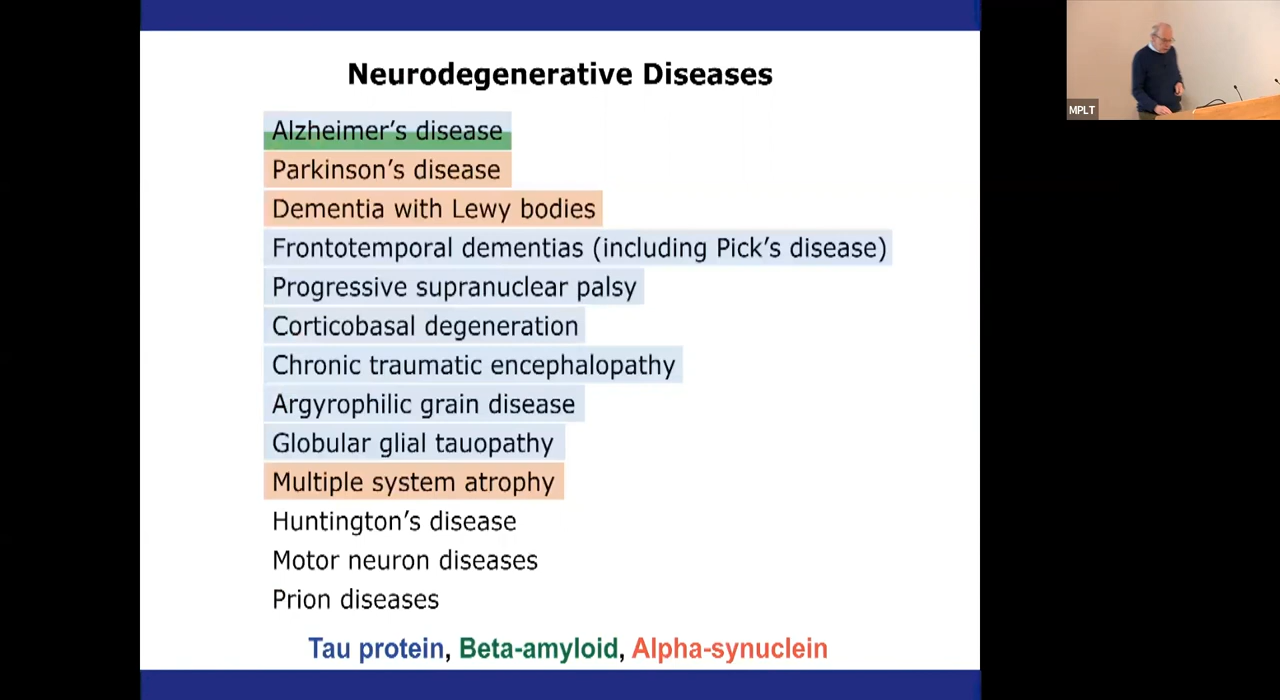 Neurodegenerative Diseases
Alzheimer’s disease
Parkinson’s disease
Dementia with Lewy bodies
Frontotemporal dementias (including Pick’s disease)
Progressive supranuclear palsy
Corticobasal degeneration
Chronic traumatic encephalopathy
Argyrophilic grain disease
Globular glial tauopathy
Multiple system atrophy
Huntington’s disease
Motor neuron diseases
Prion diseases
Tau protein, Beta-amyloid, Alpha-synuclein
MPLT